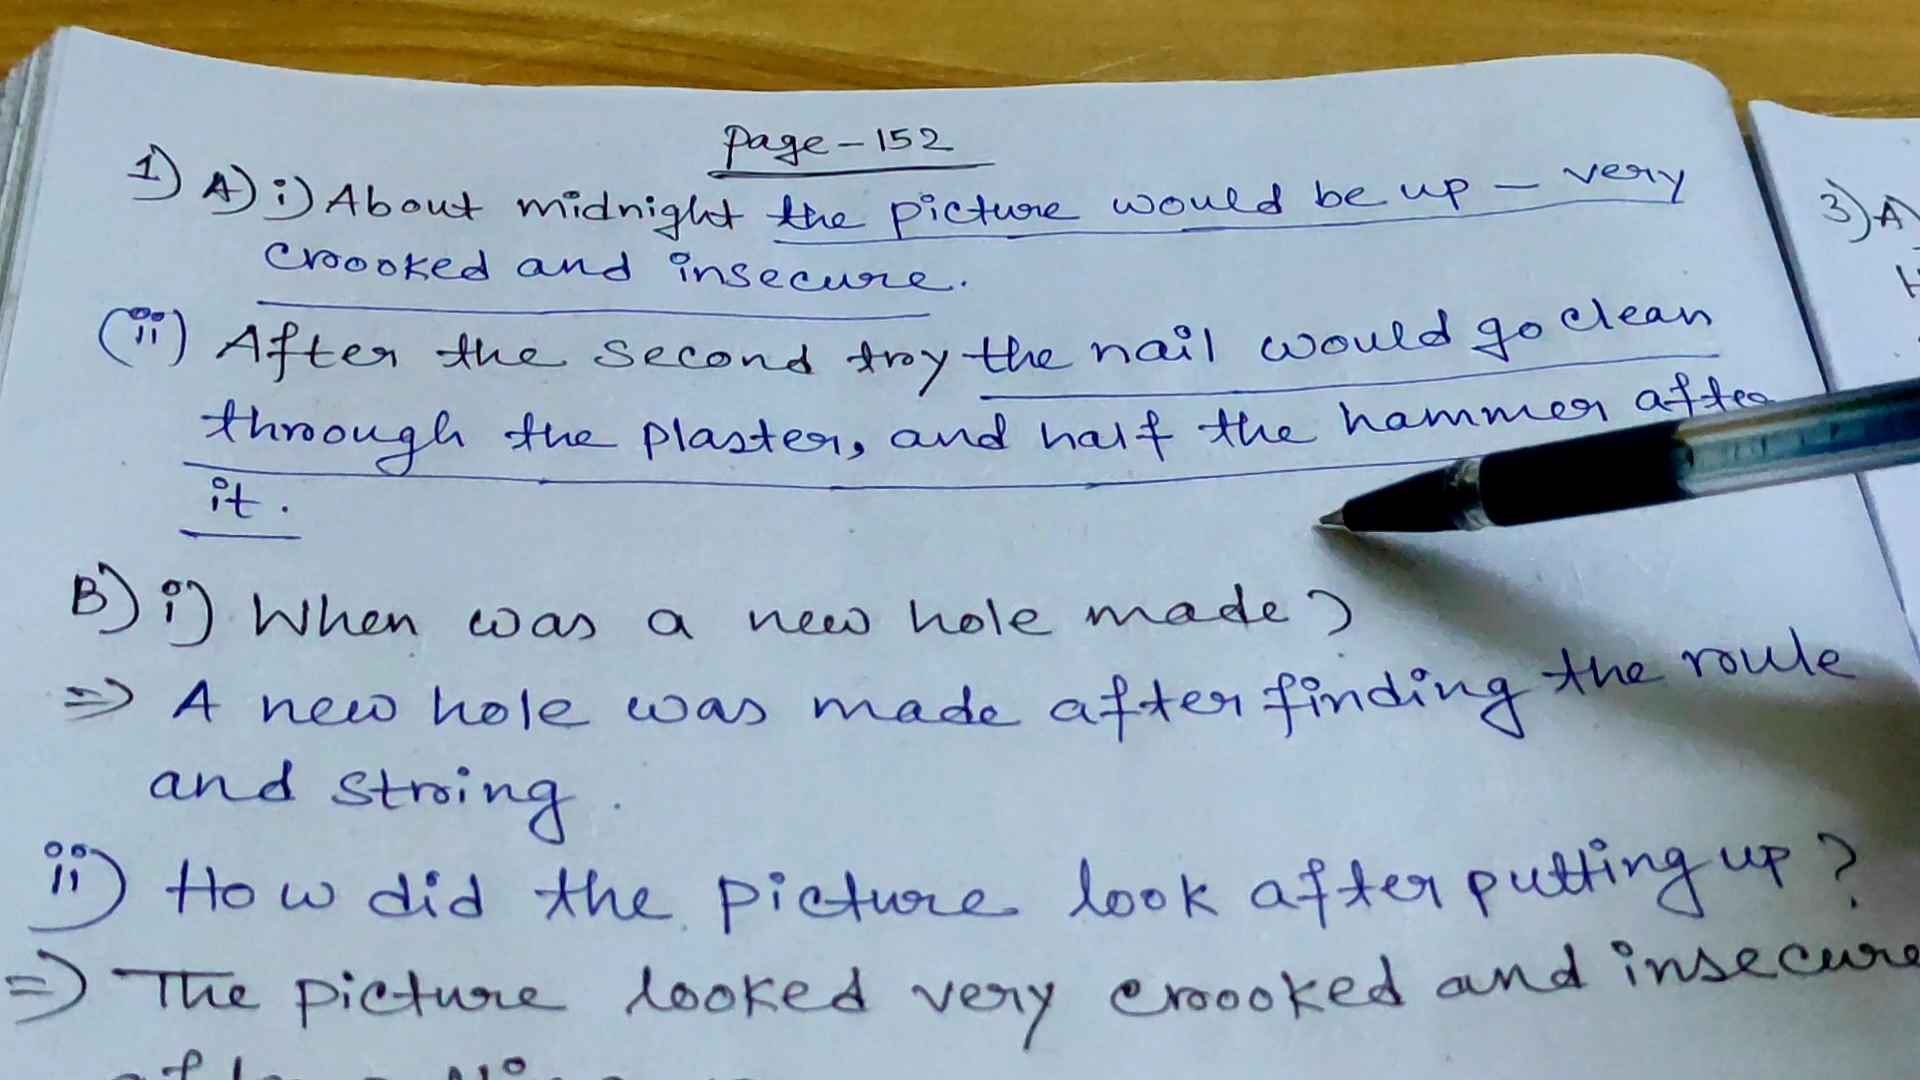 Page - 152
1) A) i) About midnight the picture would be up – very
crooked and insecure.
(ii) After the second try the nail would go clean
through the plaster, and half the hammer after
it.
B) i) When was a new hole made?
⇒ A new hole was made after finding the roule
and string.
ii) How did the picture look after putting up?
⇒ The picture looked very crooked and insecure
3) A)